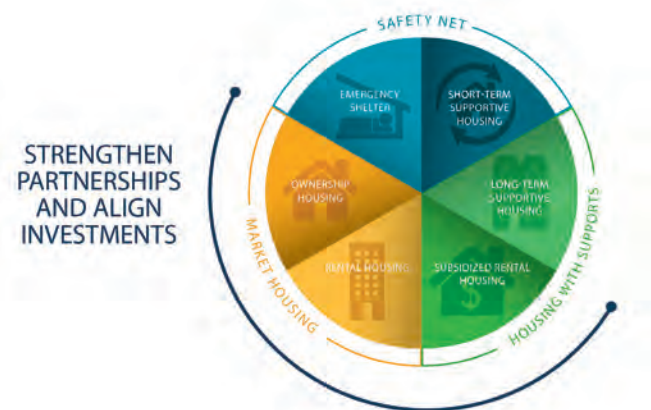 SAFETY NET
EMERGENCY
SHELTER
SHORT-TERM
SUPPORTIVE
HOUSING
STRENGTHEN
PARTNERSHIPS
AND ALIGN
INVESTMENTS
OWNERSHIP
HOUSING
LONG-TERM
SUPPORTIVE
HOUSING
RENTAL HOUSING
SUBSIDIZED RENTAL
HOUSING
$
MARKET HOUSING
HOUSING WITH SUPPORTS